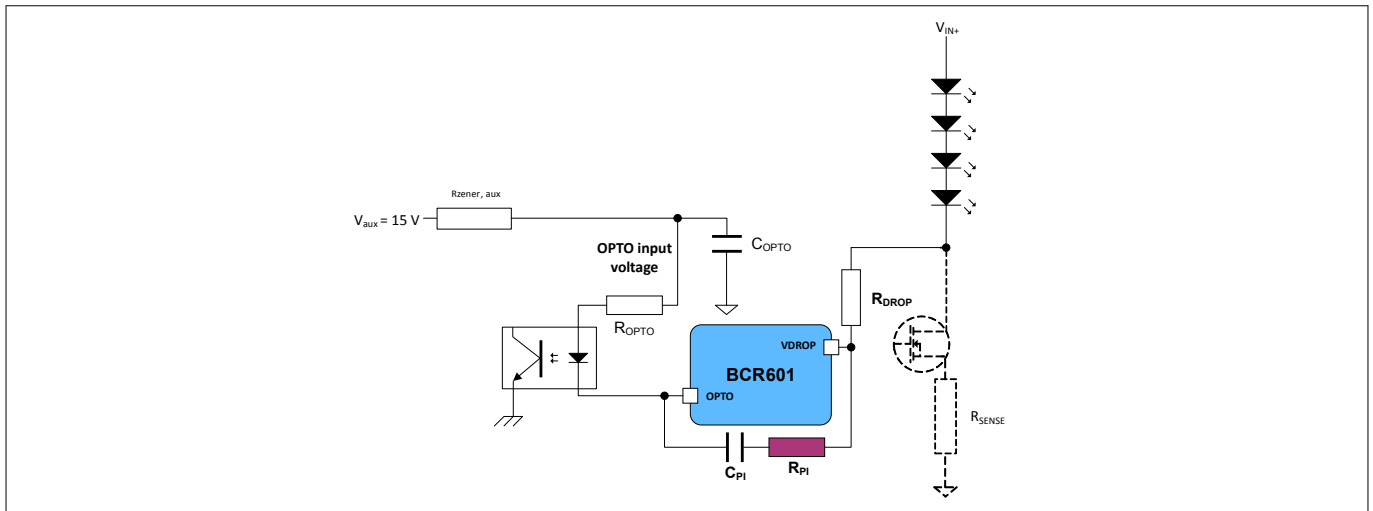 VIN+
Rzener, aux
Vaux = 15 V
OPTO input
voltage
COPTO
ROPTO
RDROP
VDROP
BCR601
OPTO
RSENSE
CPI
RPI